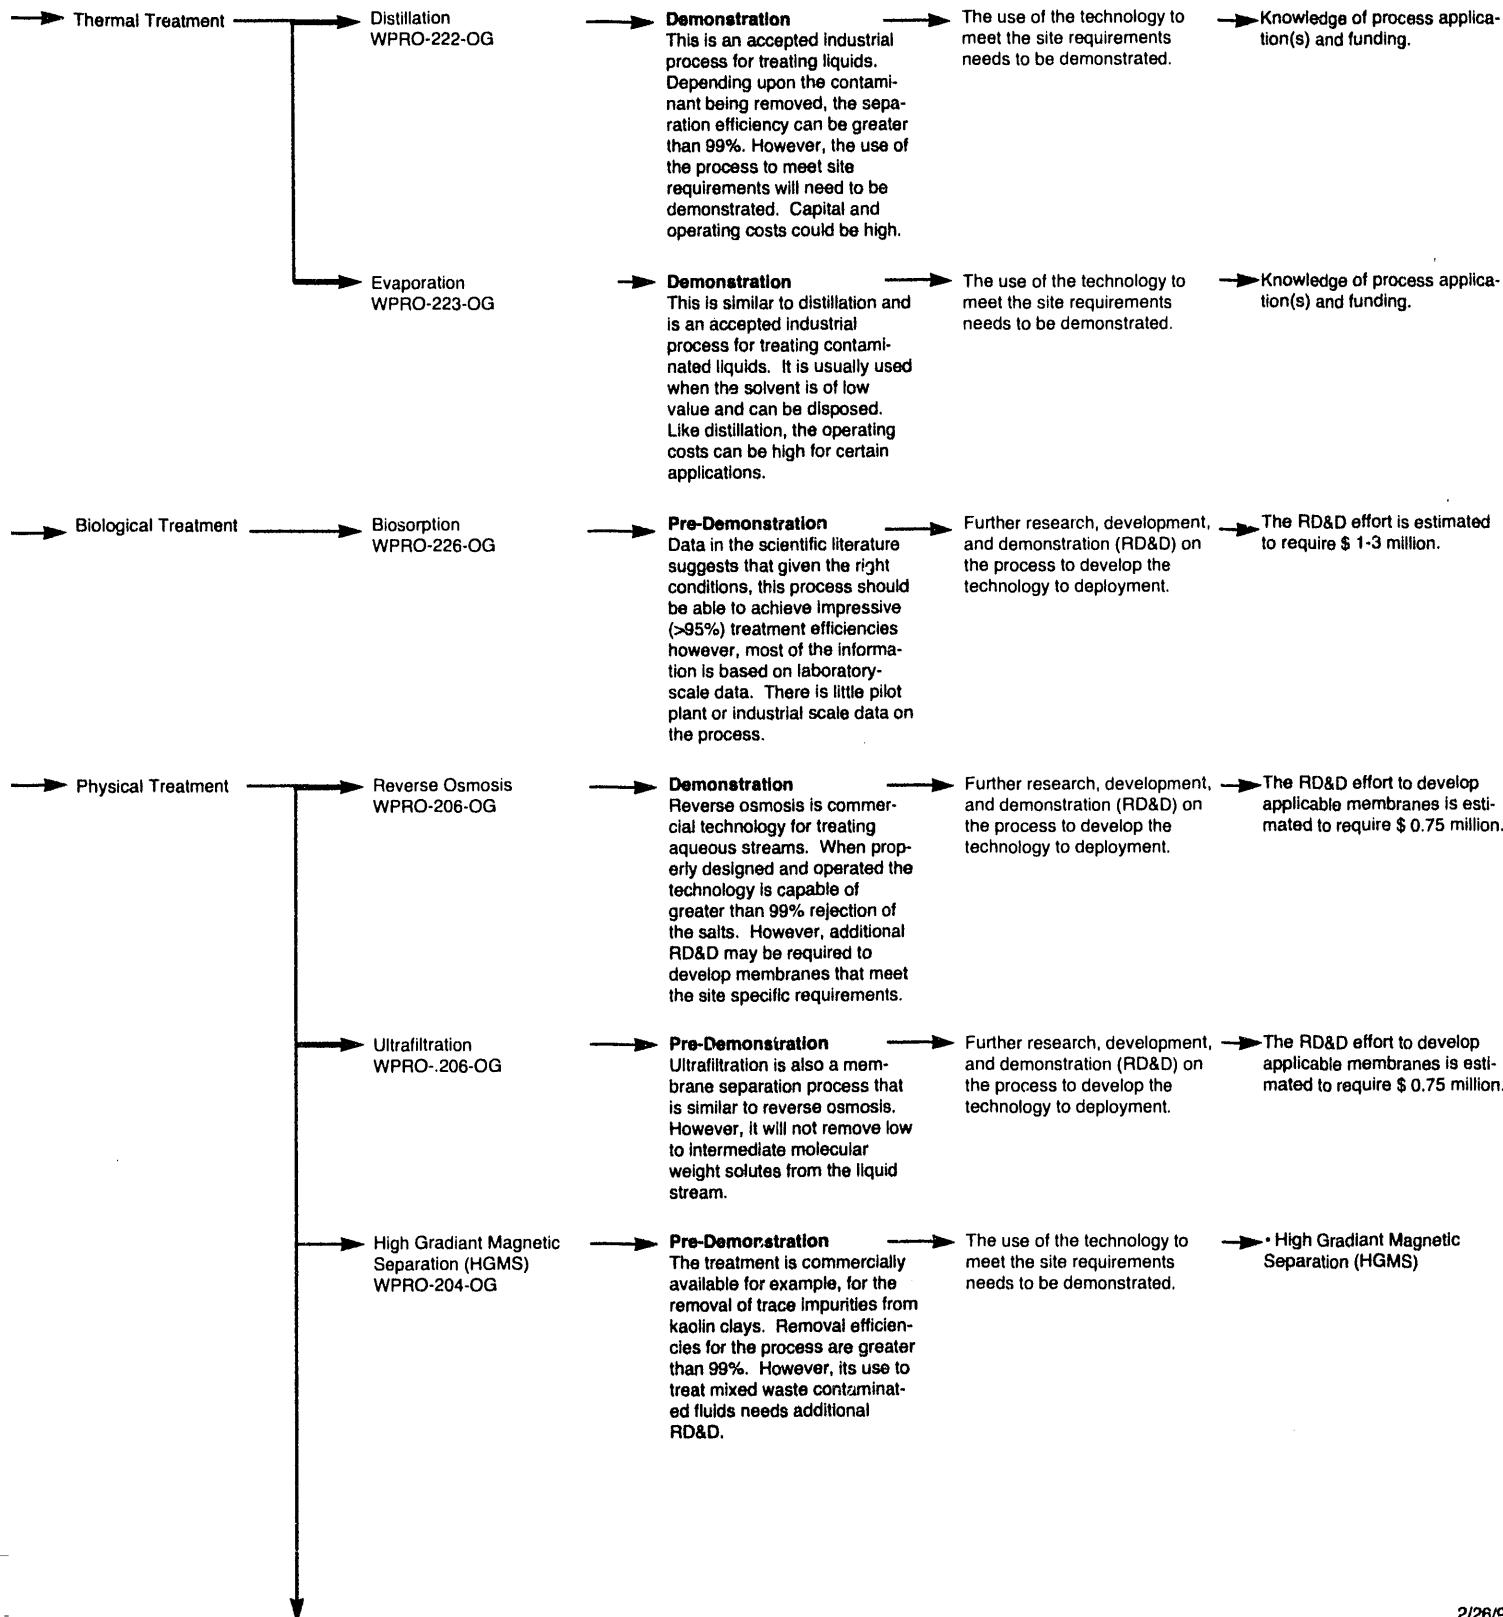 Thermal Treatment
Distillation
WPRO-222-OG
Demonstration
This is an accepted industrial
process for treating liquids.
Depending upon the contami-
nant being removed, the sepa-
ration efficiency can be greater
than 99%. However, the use of
the process to meet site
requirements will need to be
demonstrated. Capital and
operating costs could be high.
The use of the technology to
meet the site requirements
needs to be demonstrated.
Knowledge of process applica-
tion(s) and funding.
Evaporation
WPRO-223-OG
Demonstration
This is similar to distillation and
is an accepted industrial
process for treating contami-
nated liquids. It is usually used
when the solvent is of low
value and can be disposed.
Like distillation, the operating
costs can be high for certain
applications.
The use of the technology to
meet the site requirements
needs to be demonstrated.
Knowledge of process applica-
tion(s) and funding.
Biological Treatment
Biosorption
WPRO-226-OG
Pre-Demonstration
Data in the scientific literature
suggests that given the right
conditions, this process should
be able to achieve impressive
(>95%) treatment efficiencies
however, most of the informa-
tion is based on laboratory-
scale data. There is little pilot
plant or industrial scale data on
the process.
Further research, development,
and demonstration (RD&D) on
the process to develop the
technology to deployment.
The RD&D effort is estimated
to require $ 1-3 million.
Physical Treatment
Reverse Osmosis
WPRO-206-OG
Demonstration
Reverse osmosis is commer-
cial technology for treating
aqueous streams. When prop-
erly designed and operated the
technology is capable of
greater than 99% rejection of
the salts. However, additional
RD&D may be required to
develop membranes that meet
the site specific requirements.
Further research, development,
and demonstration (RD&D) on
the process to develop the
technology to deployment.
The RD&D effort to develop
applicable membranes is esti-
mated to require $ 0.75 million.
Ultrafiltration
WPRO-.206-OG
Pre-Demonstration
Ultrafiltration is also a mem-
brane separation process that
is similar to reverse osmosis.
However, it will not remove low
to intermediate molecular
weight solutes from the liquid
stream.
Further research, development,
and demonstration (RD&D) on
the process to develop the
technology to deployment.
The RD&D effort to develop
applicable membranes is esti-
mated to require $ 0.75 million.
High Gradiant Magnetic
Separation (HGMS)
WPRO-204-OG
Pre-Demonstration
The treatment is commercially
available for example, for the
removal of trace impurities from
kaolin clays. Removal efficien-
cies for the process are greater
than 99%. However, its use to
treat mixed waste contaminat-
ed fluids needs additional
RD&D.
The use of the technology to
meet the site requirements
needs to be demonstrated.
• High Gradiant Magnetic
Separation (HGMS)